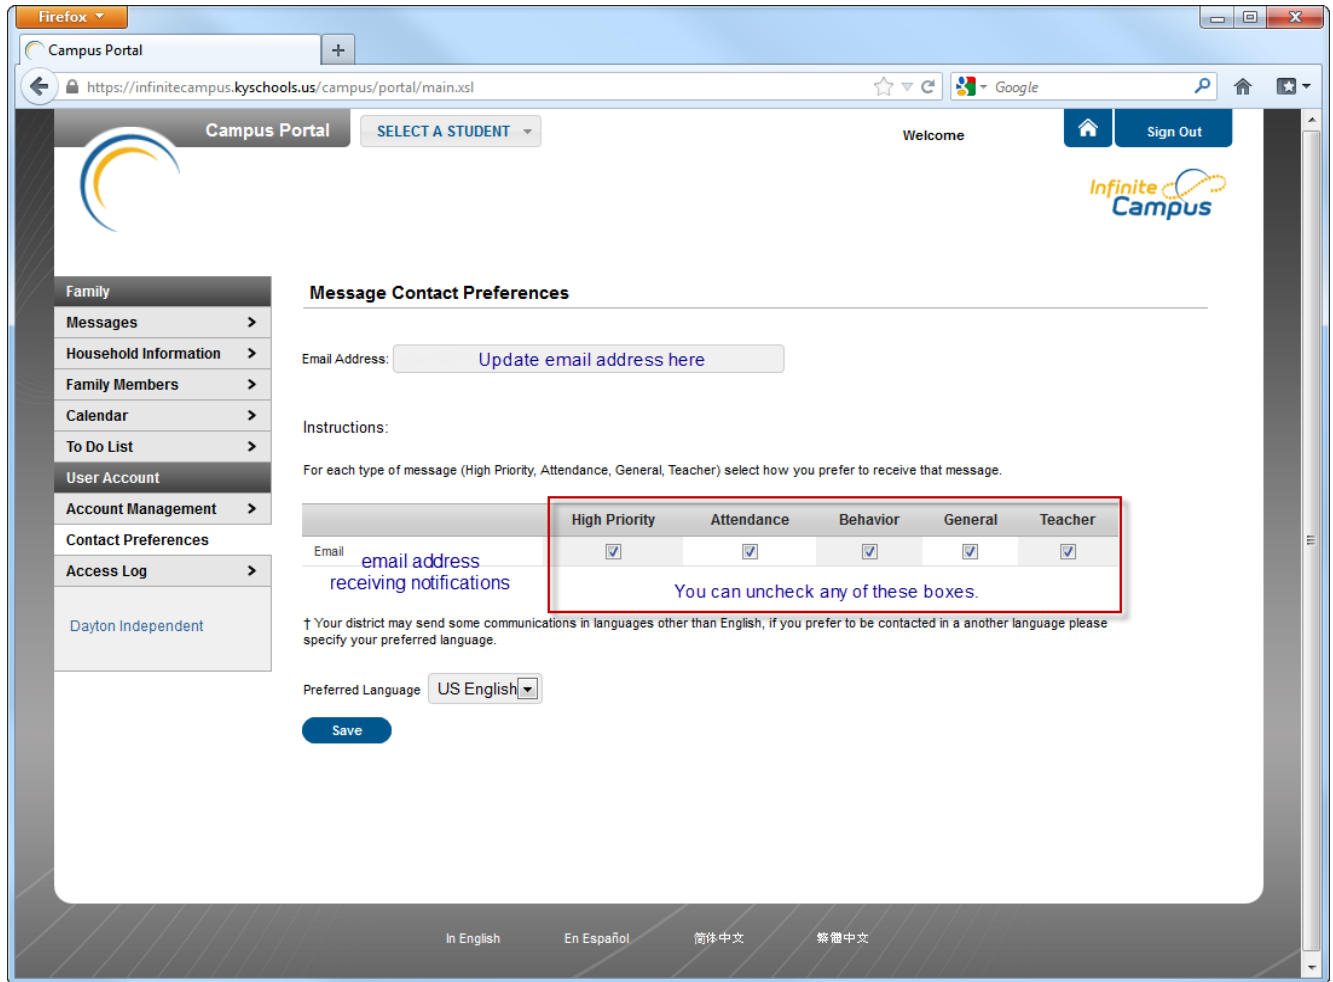 Firefox
Campus Portal
https://infinitecampus.kyschools.us/campus/portal/main.xsl
Google
Campus Portal
SELECT A STUDENT
Welcome
Sign Out
Infinite
Campus
Family
Messages
Household Information
Family Members
Calendar
To Do List
User Account
Account Management
Contact Preferences
Access Log
Dayton Independent
Message Contact Preferences
Email Address: Update email address here
Instructions:
For each type of message (High Priority, Attendance, General, Teacher) select how you prefer to receive that message.
High Priority Attendance Behavior General Teacher
Email
email address
receiving notifications
You can uncheck any of these boxes.
† Your district may send some communications in languages other than English, if you prefer to be contacted in a another language please
specify your preferred language.
Preferred Language US English
Save
In English En Español 简体中文 繁體中文